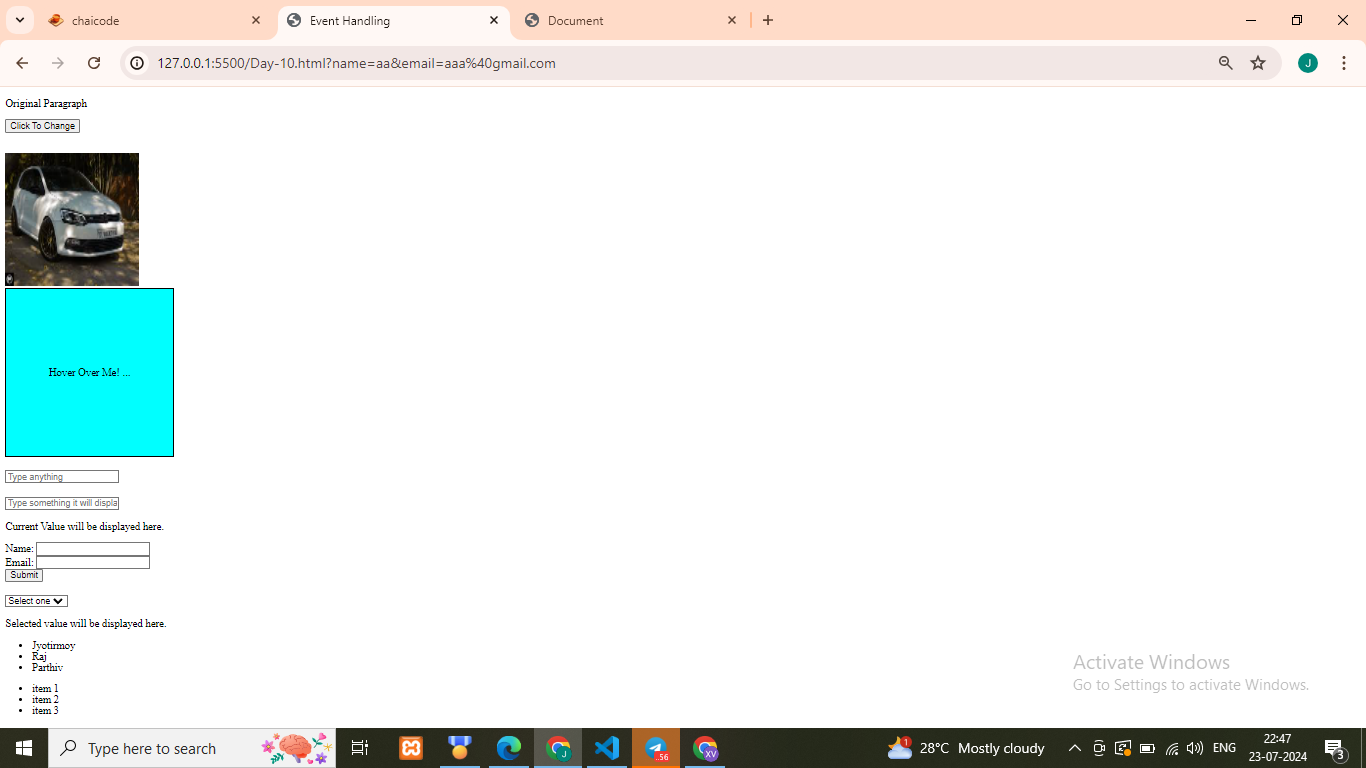 chaicode
Event Handling
Document
127.0.0.1:5500/Day-10.html?name=aa&email=aaa%40gmail.com
J
Original Paragraph
Click To Change
Hover Over Me! ...
Type anything
Type something it will displa
Current Value will be displayed here.
Name:
Email:
Submit
Select one
Selected value will be displayed here.
Jyotirmoy
Raj
Parthiv
item 1
item 2
item 3
Activate Windows
Go to Settings to activate Windows.
Type here to search
J
.56
XV
1
28°C Mostly cloudy
ENG
22:47
23-07-2024
3